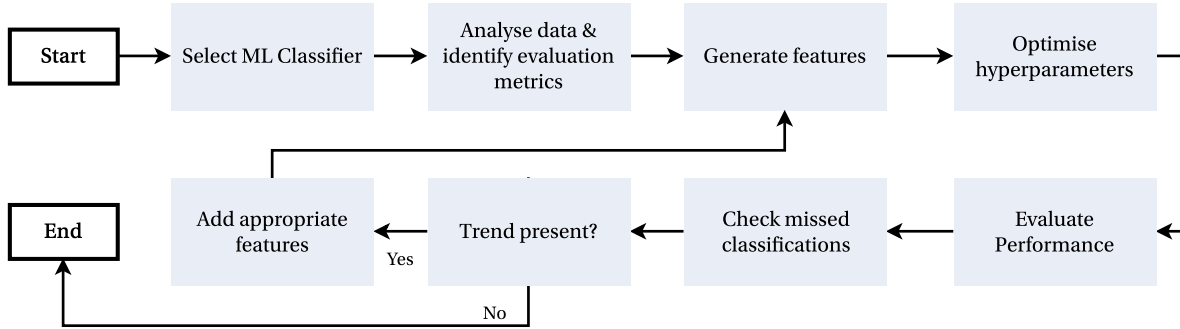 Start
Select ML Classifier
Analyse data &
identify evaluation
metrics
Generate features
Optimise
hyperparameters
End
Add appropriate
features
Yes
Trend present?
No
Check missed
classifications
Evaluate
Performance